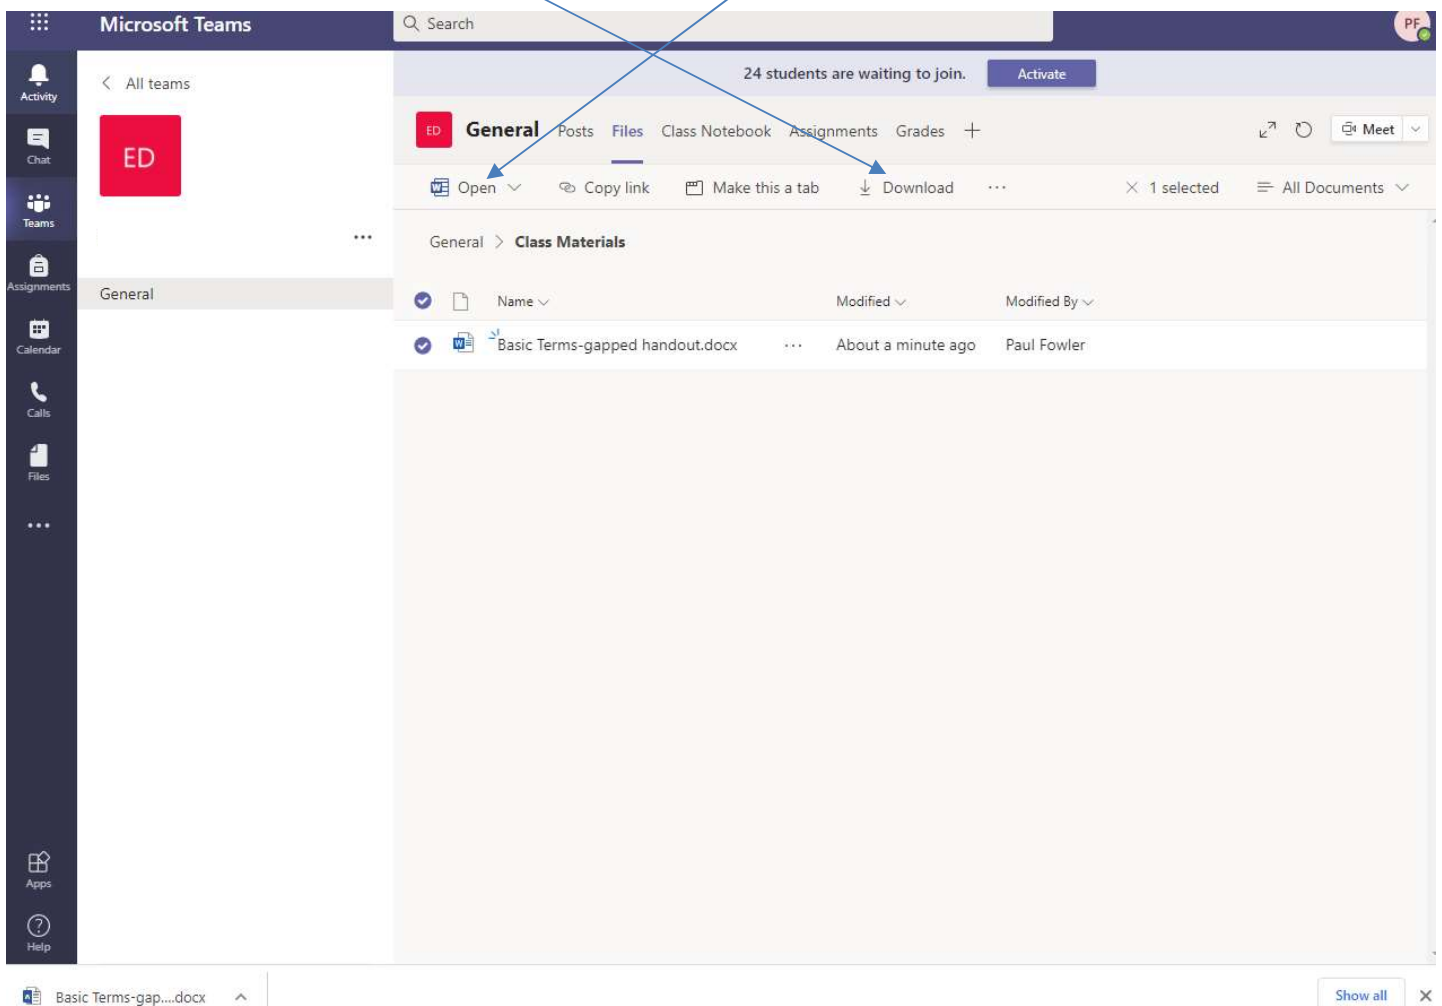 Microsoft Teams
Search
PF
Activity
Chat
Teams
Assignments
Calendar
Calls
Files
Apps
Help
All teams
ED
General
24 students are waiting to join. Activate
ED General Posts Files Class Notebook Assignments Grades Meet
Open Copy link Make this a tab Download 1 selected All Documents
General > Class Materials
Name Modified Modified By
Basic Terms-gapped handout.docx About a minute ago Paul Fowler
Basic Terms-gap....docx Show all